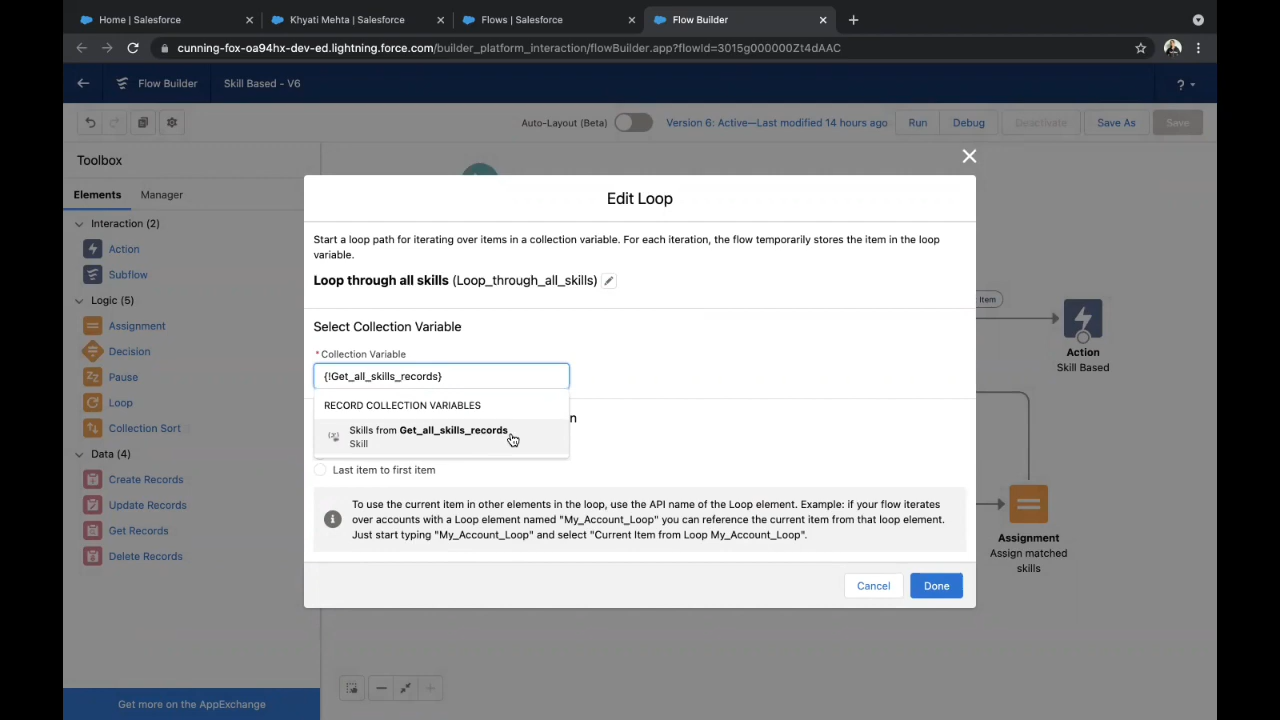 Home | Salesforce
Khyati Mehta | Salesforce
Flows | Salesforce
Flow Builder
cunning-fox-oa94hx-dev-ed.lightning.force.com/builder_platform_interaction/flowBuilder.app?flowId=3015g000000Zt4dAAC
Flow Builder
Skill Based - V6
?
Auto-Layout (Beta)
Version 6: Active—Last modified 14 hours ago
Run
Debug
Deactivate
Save As
Save
Toolbox
Elements
Manager
Interaction (2)
Action
Subflow
Logic (5)
Assignment
Decision
Pause
Loop
Collection Sort
Data (4)
Create Records
Update Records
Get Records
Delete Records
Get more on the AppExchange
Edit Loop
Start a loop path for iterating over items in a collection variable. For each iteration, the flow temporarily stores the item in the loop
variable.
Loop through all skills (Loop_through_all_skills)
Select Collection Variable
*Collection Variable
{!Get_all_skills_records}
RECORD COLLECTION VARIABLES
Skills from Get_all_skills_records
Skill
Last item to first item
To use the current item in other elements in the loop, use the API name of the Loop element. Example: if your flow iterates
over accounts with a Loop element named "My_Account_Loop" you can reference the current item from that loop element.
Just start typing "My_Account_Loop" and select "Current Item from Loop My_Account_Loop".
Cancel
Done
Item
Action
Skill Based
Assignment
Assign matched
skills